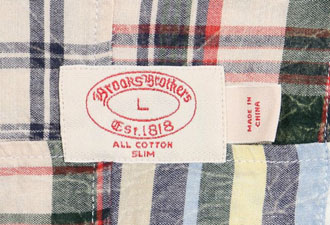 Brooks Brothers
L
Est. 1818
ALL COTTON
SLIM
MADE IN
CHINA